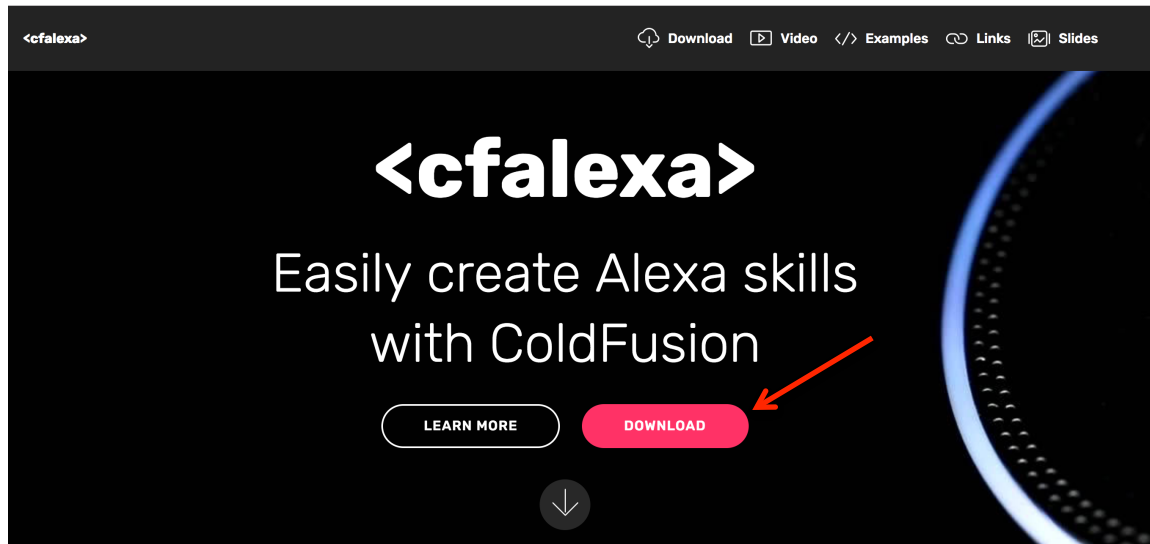 <cfalexa>
Download Video </> Examples Links Slides
<cfalexa>
Easily create Alexa skills
with ColdFusion
LEARN MORE DOWNLOAD